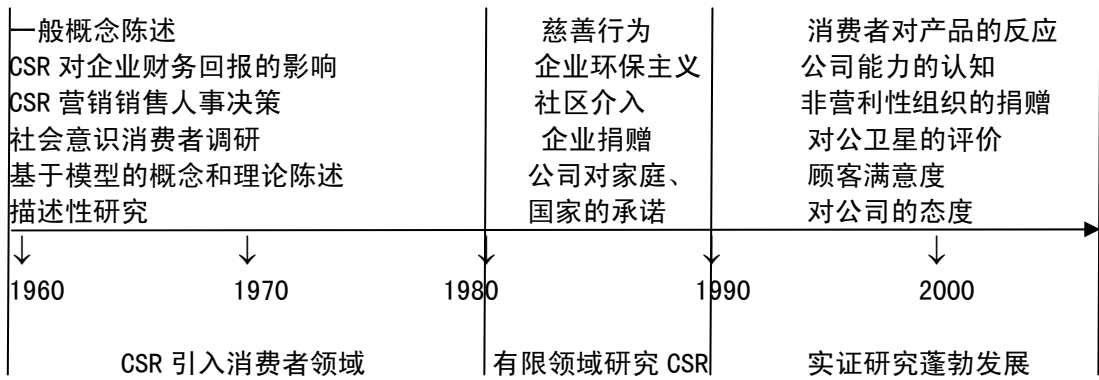 一般概念陈述
CSR 对企业财务回报的影响
CSR 营销销售人事决策
社会意识消费者调研
基于模型的概念和理论陈述
描述性研究
慈善行为
企业环保主义
社区介入
企业捐赠
公司对家庭、
国家的承诺
消费者对产品的反应
公司能力的认知
非营利性组织的捐赠
对公卫星的评价
顾客满意度
对公司的态度
1960 1970 1980 1990 2000
CSR 引入消费者领域 有限领域研究 CSR 实证研究蓬勃发展